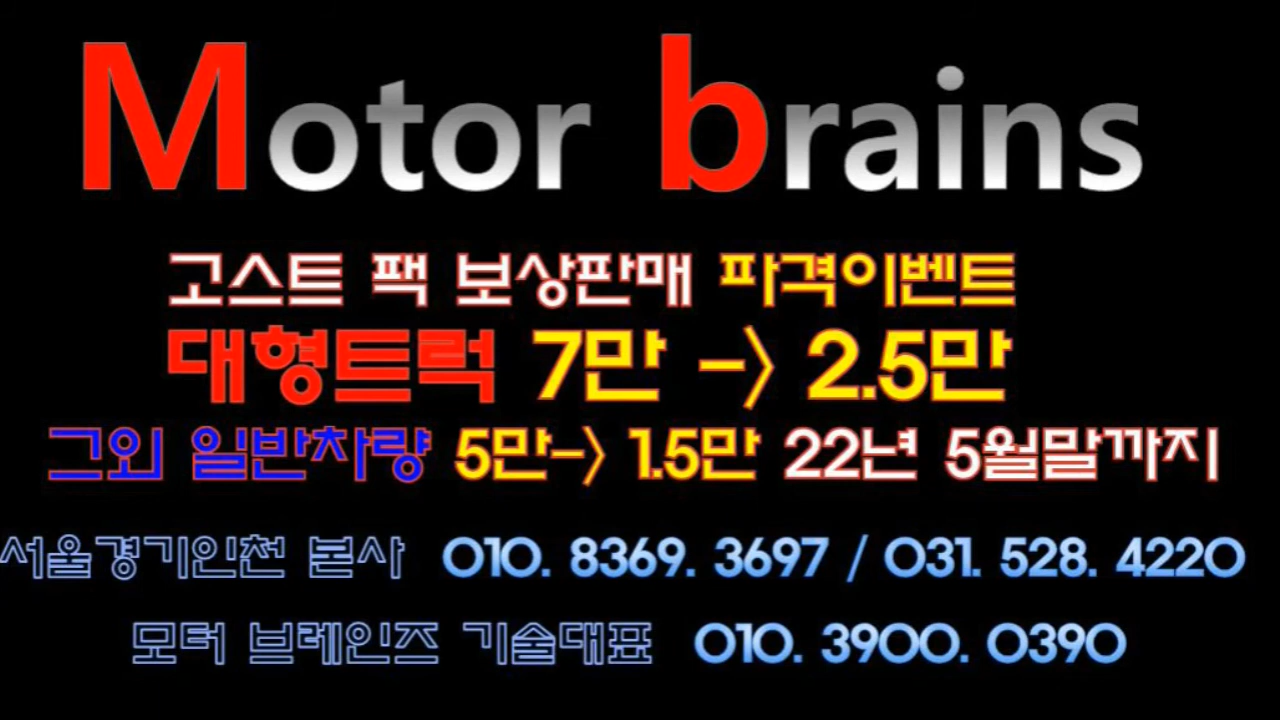 Motor brains
고스트 팩 보상판매 파격이벤트
대형트럭 7만 -> 2.5만
그외 일반차량 5만-> 1.5만 22년 5월말까지
서울경기인천 본사 010. 8369. 3697 / 031. 528. 4220
모터 브레인즈 기술대표 010. 3900. 0390